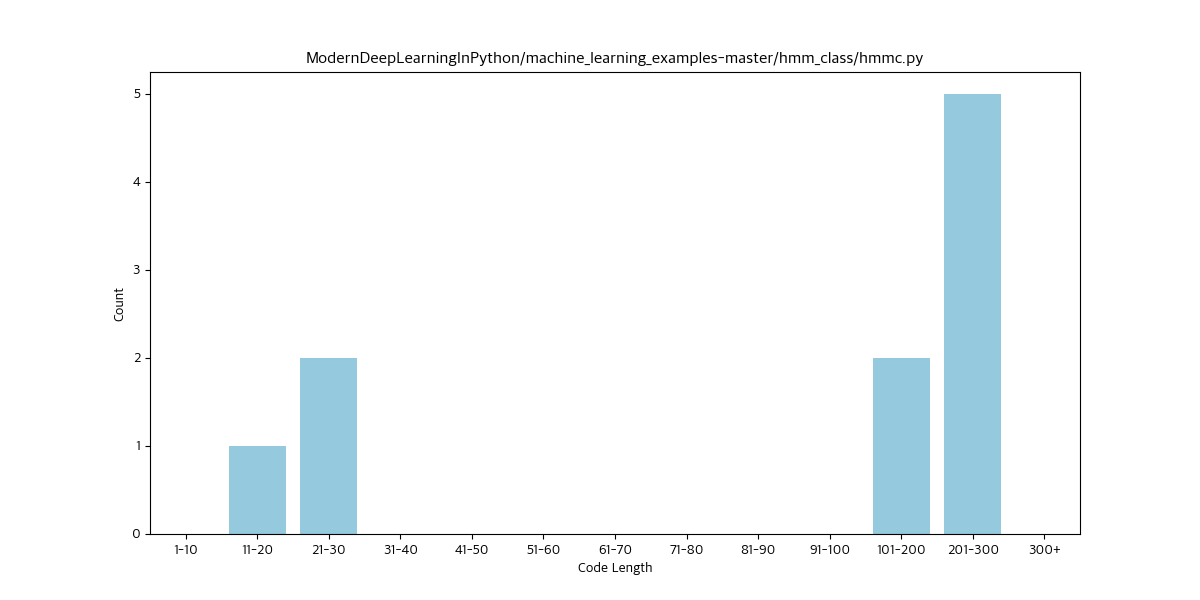 ModernDeepLearningInPython/machine_learning_examples-master/hmm_class/hmmc.py
5
4
3
2
1
0
Count
1-10 11-20 21-30 31-40 41-50 51-60 61-70 71-80 81-90 91-100 101-200 201-300 300+
Code Length